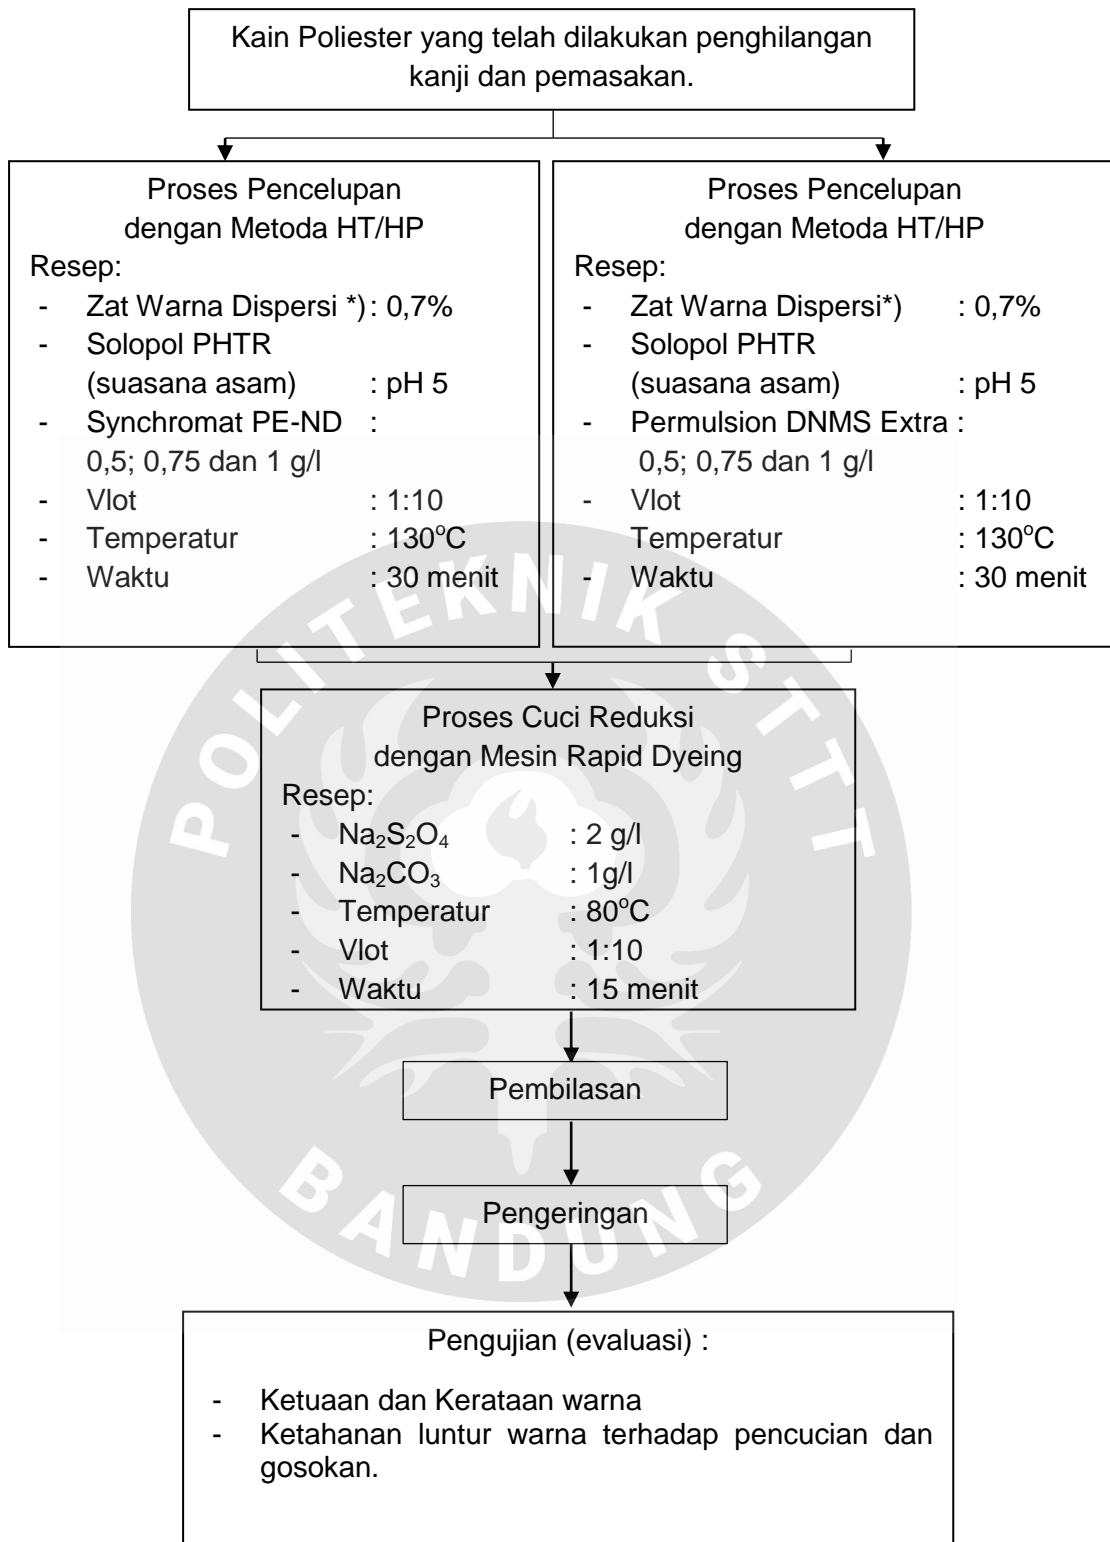 Kain Poliester yang telah dilakukan penghilangan
kanji dan pemasakan.
Proses Pencelupan
dengan Metoda HT/HP
Resep:
- Zat Warna Dispersi *) : 0,7%
- Solopol PHTR
(suasana asam) : pH 5
- Synchromat PE-ND :
0,5; 0,75 dan 1 g/l
- Vlot : 1:10
- Temperatur : 130°C
- Waktu : 30 menit
Proses Pencelupan
dengan Metoda HT/HP
Resep:
- Zat Warna Dispersi*) : 0,7%
- Solopol PHTR
(suasana asam) : pH 5
- Permulsion DNMS Extra :
0,5; 0,75 dan 1 g/l
- Vlot : 1:10
Temperatur : 130°C
- Waktu : 30 menit
Proses Cuci Reduksi
dengan Mesin Rapid Dyeing
Resep:
- Na₂S₂O₄ : 2 g/l
- Na₂CO₃ : 1g/l
- Temperatur : 80°C
- Vlot : 1:10
- Waktu : 15 menit
Pembilasan
Pengeringan
Pengujian (evaluasi) :
- Ketuaan dan Kerataan warna
- Ketahanan luntur warna terhadap pencucian dan
gosokan.
POLITEKNIK STTT
BANDUNG